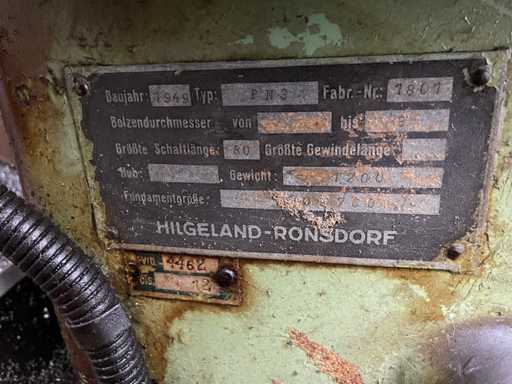 Baujahr: 1949 Typ: PN3 Fabr.-Nr.: 1801
Bolzendurchmesser von bis
Größte Schaftlänge: 80 Größte Gewindelänge:
Hub: Gewicht: 1200
Fundamentgröße:
HILGELAND-RONSDORF
4462
12